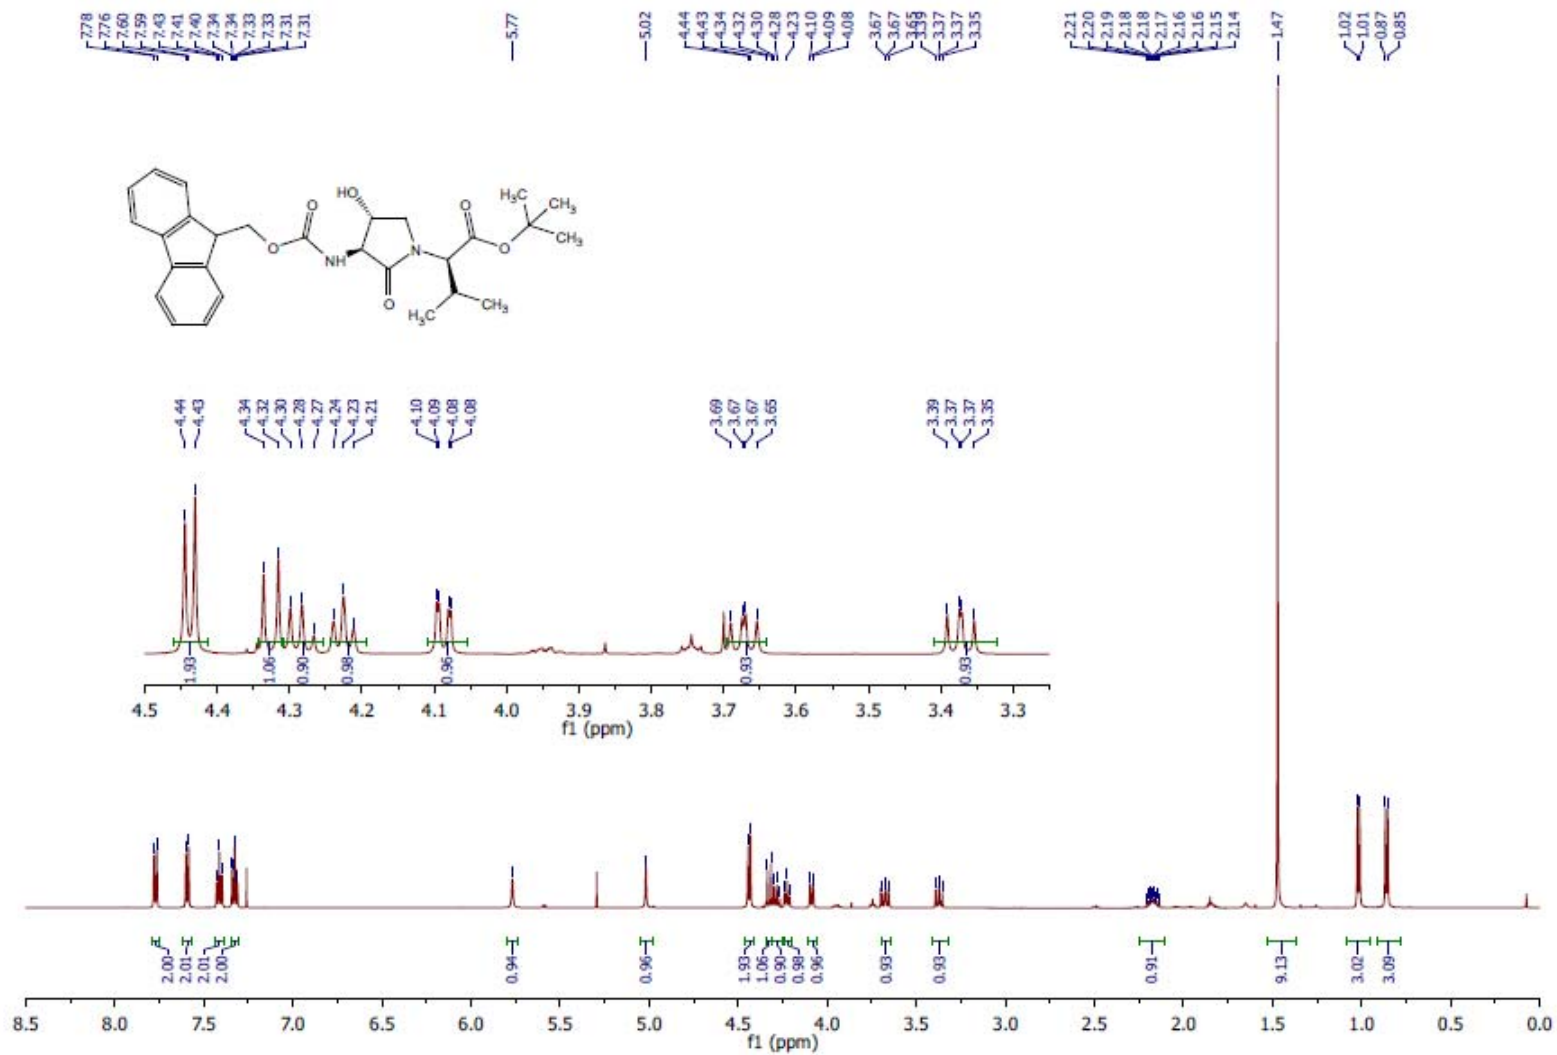 7.78 7.76 7.60 7.59 7.43 7.41 7.40 7.34 7.34 7.33 7.33 7.31 7.31 5.77 5.02 4.44 4.43 4.34 4.32 4.30 4.28 4.23 4.10 4.09 4.08 3.67 3.67 3.65 3.39 3.37 3.37 3.35 2.21 2.20 2.19 2.18 2.18 2.17 2.16 2.16 2.15 2.14 1.47 1.02 1.01 0.87 0.85
HO
O
O
H₃C
CH₃
CH₃
O
O
NH
N
O
H₃C
CH₃
4.44 4.43 4.34 4.32 4.30 4.28 4.27 4.24 4.23 4.21 4.10 4.09 4.08 4.08 3.69 3.67 3.67 3.65 3.39 3.37 3.37 3.35
1.93 1.06 0.90 0.98 0.96 0.93 0.93
4.5 4.4 4.3 4.2 4.1 4.0 3.9 3.8 3.7 3.6 3.5 3.4 3.3
f1 (ppm)
2.00 2.01 2.01 2.00 0.94 0.96 1.93 1.06 0.90 0.98 0.96 0.93 0.93 0.91 9.13 3.02 3.09
8.5 8.0 7.5 7.0 6.5 6.0 5.5 5.0 4.5 4.0 3.5 3.0 2.5 2.0 1.5 1.0 0.5 0.0
f1 (ppm)